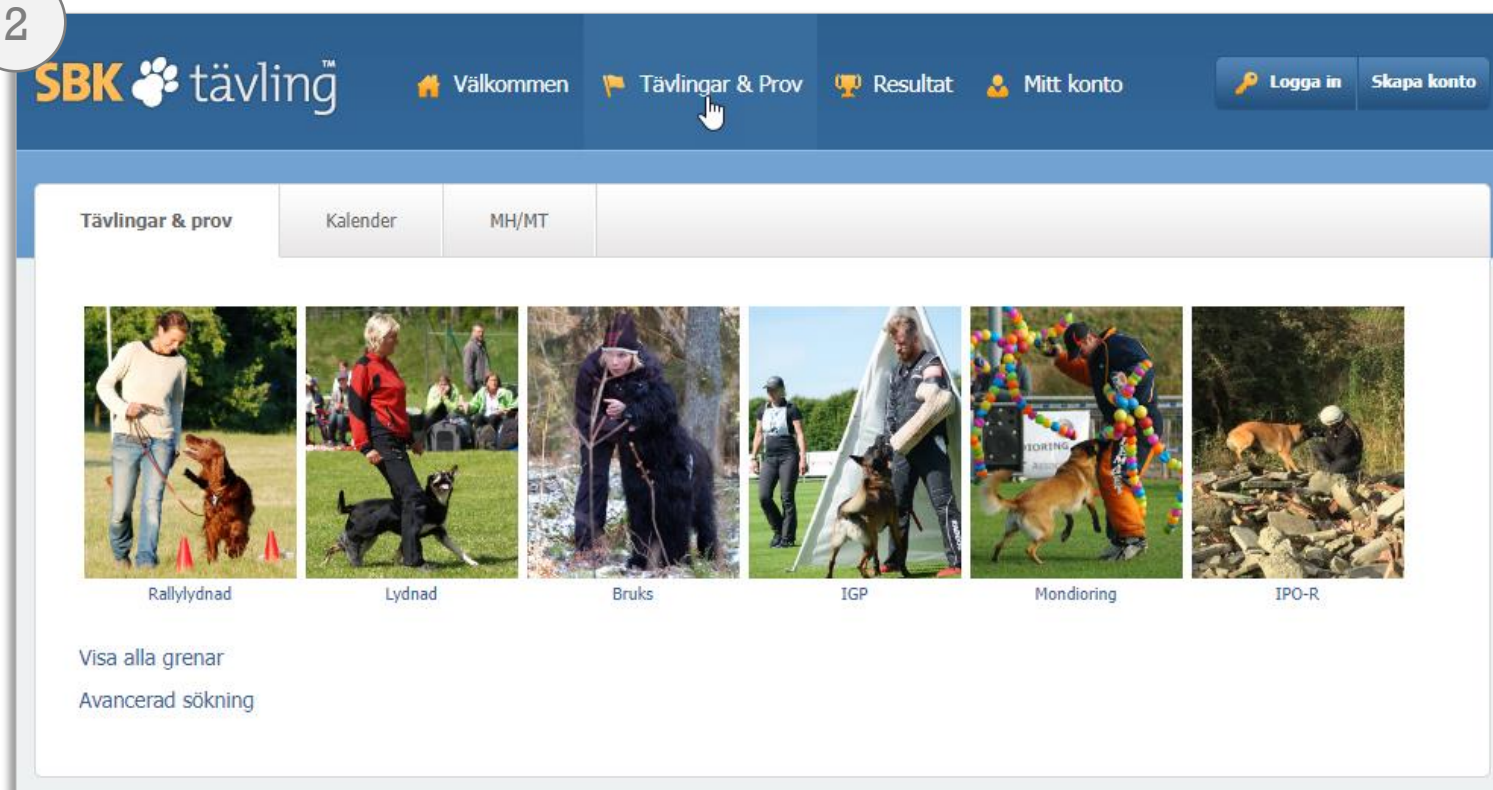 2
SBK tävling™
Välkommen
Tävlingar & Prov
Resultat
Mitt konto
Logga in
Skapa konto
Tävlingar & prov
Kalender
MH/MT
Rallylydnad
Lydnad
Bruks
IGP
Mondioring
IPO-R
Visa alla grenar
Avancerad sökning